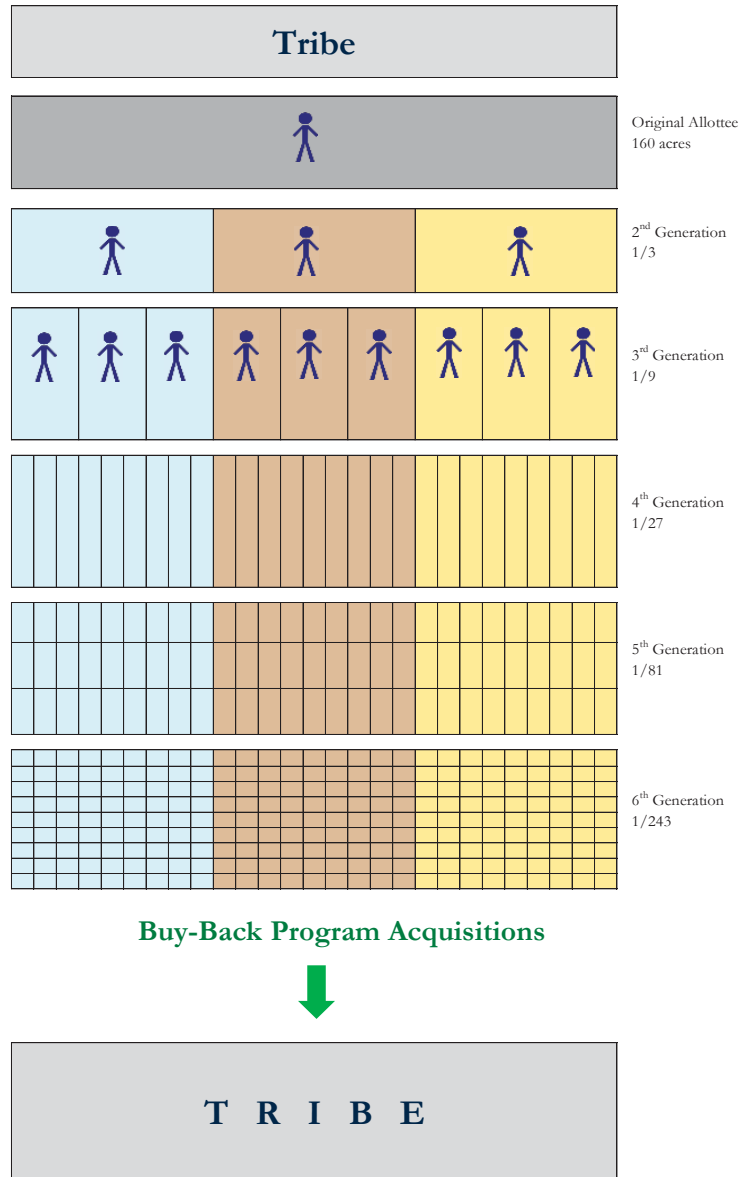 Tribe
Original Allottee
160 acres
2nd Generation
1/3
3rd Generation
1/9
4th Generation
1/27
5th Generation
1/81
6th Generation
1/243
Buy-Back Program Acquisitions
T R I B E